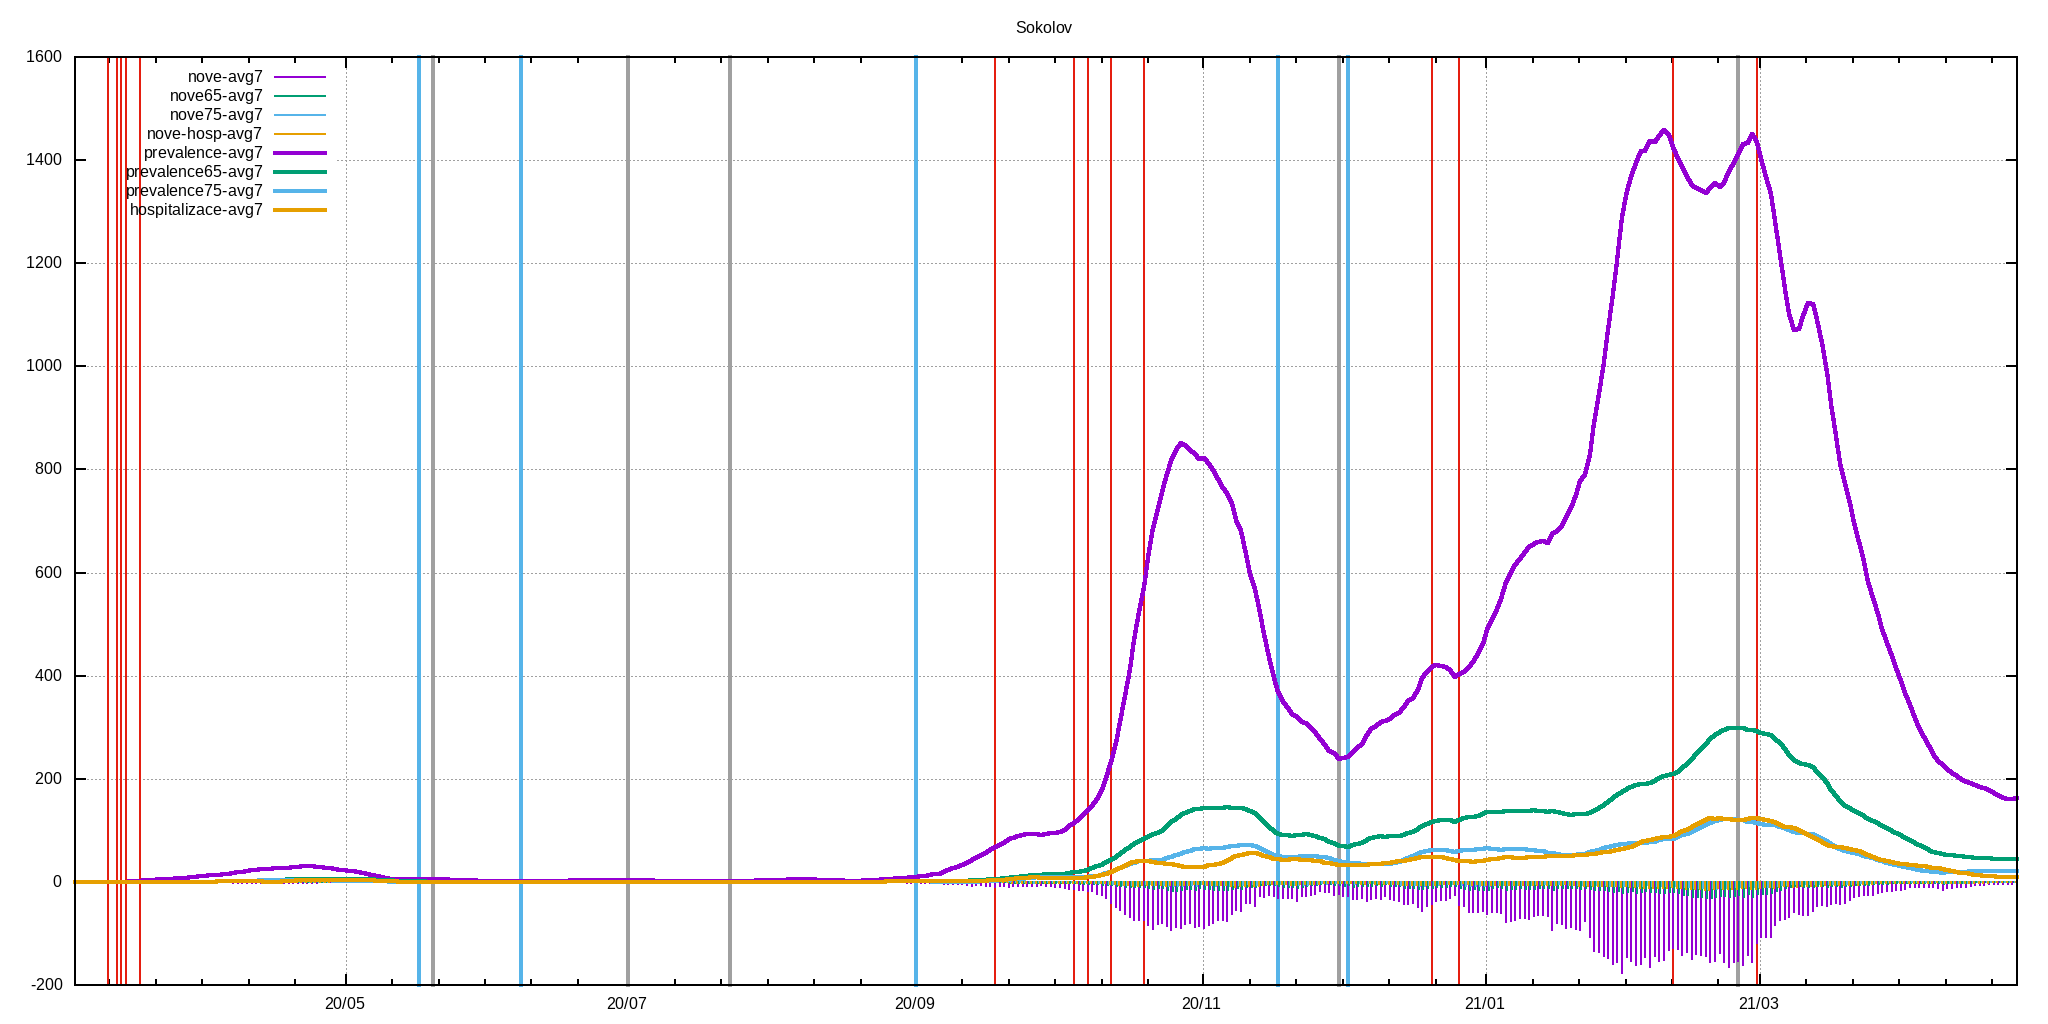 Sokolov
1600
1400
1200
1000
800
600
400
200
0
-200
nove-avg7
nove65-avg7
nove75-avg7
nove-hosp-avg7
prevalence-avg7
prevalence65-avg7
prevalence75-avg7
hospitalizace-avg7
20/05
20/07
20/09
20/11
21/01
21/03